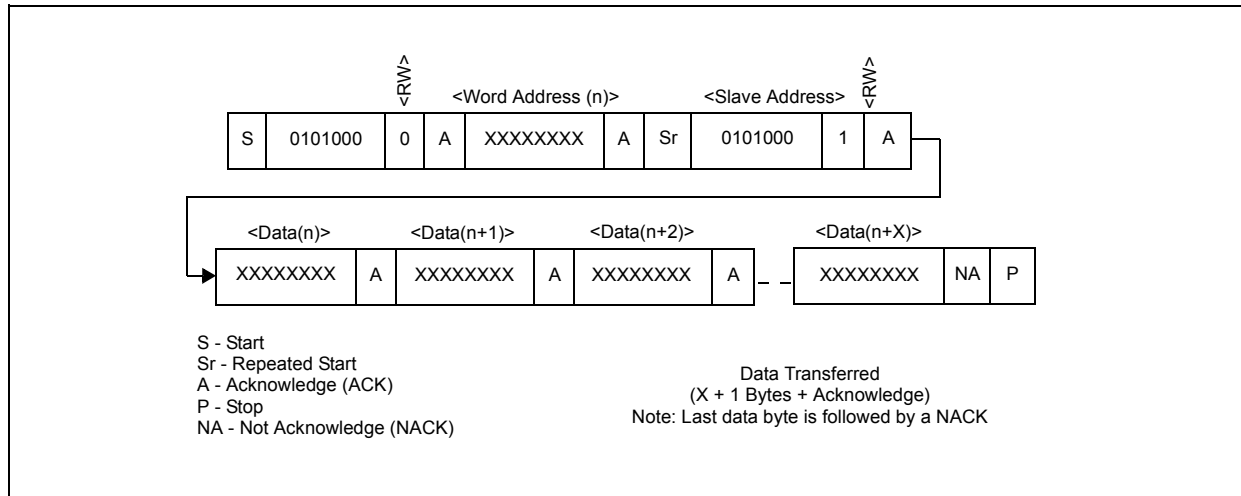 <RW>
<Word Address (n)>
<Slave Address>
<RW>
S 0101000 0 A XXXXXXXX A Sr 0101000 1 A
<Data(n)> <Data(n+1)> <Data(n+2)> <Data(n+X)>
XXXXXXXX A XXXXXXXX A XXXXXXXX A XXXXXXXX NA P
S - Start
Sr - Repeated Start
A - Acknowledge (ACK)
P - Stop
NA - Not Acknowledge (NACK)
Data Transferred
(X + 1 Bytes + Acknowledge)
Note: Last data byte is followed by a NACK